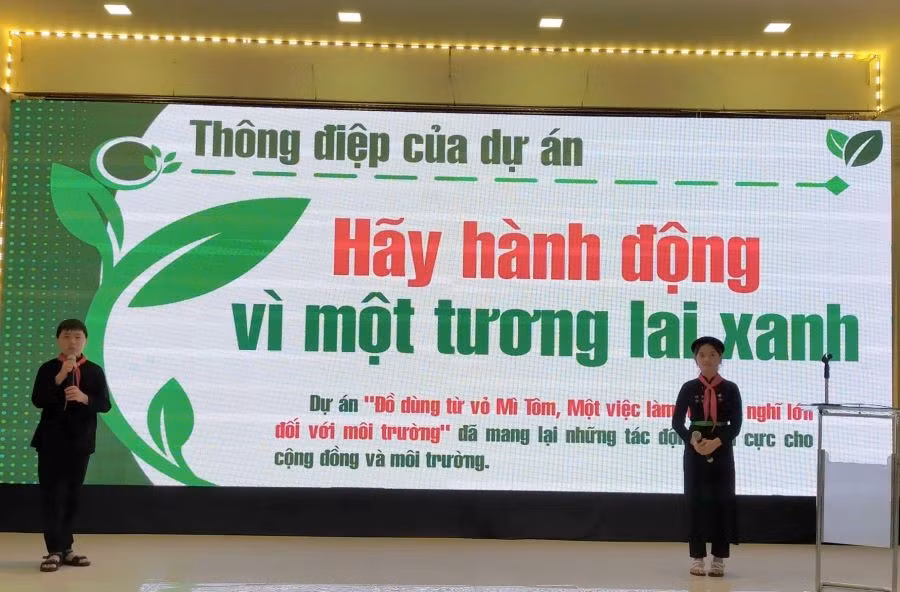 Thông điệp của dự án
Hãy hành động
vì một tương lai xanh
Dự án "Đồ dùng từ vỏ Mì Tôm, Một việc làm nghĩ lớn
đối với môi trường" đã mang lại những tác cực cho
cộng đồng và môi trường.